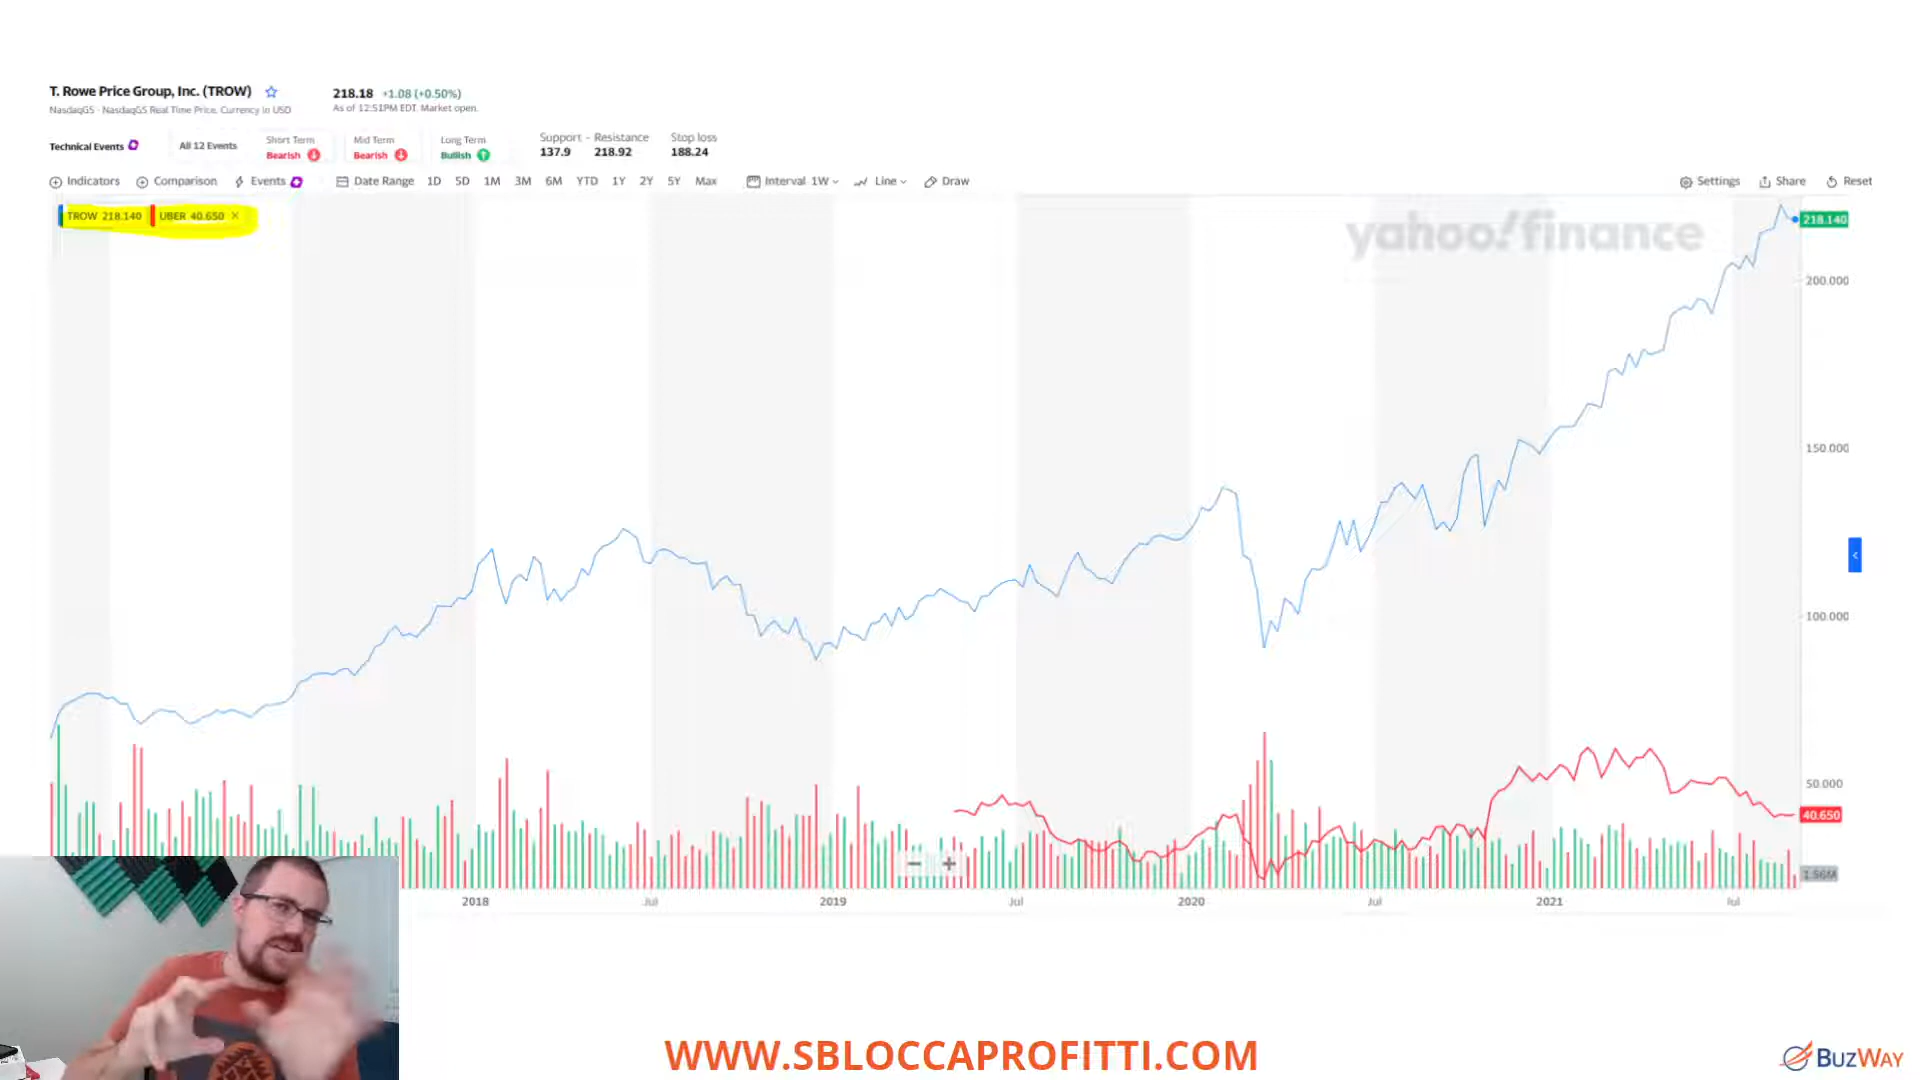 T. Rowe Price Group, Inc. (TROW) 218.18 +1.08 (+0.50%)
NasdaqGS - NasdaqGS Real Time Price. Currency in USD As of 12:51PM EDT. Market open.
Technical Events All 12 Events Short Term Bearish Mid Term Bearish Long Term Bullish Support - Resistance 137.9 218.92 Stop loss 188.24
Indicators Comparison Events Date Range 1D 5D 1M 3M 6M YTD 1Y 2Y 5Y Max Interval 1W Line Draw Settings Share Reset
TROW 218.140 UBER 40.650 ×
yahoo!finance
218.140
200.000
150.000
100.000
50.000
40.650
1.56M
2018 Jul 2019 Jul 2020 Jul 2021 Jul
WWW.SBLOCCAPROFITTI.COM
BUZWAY